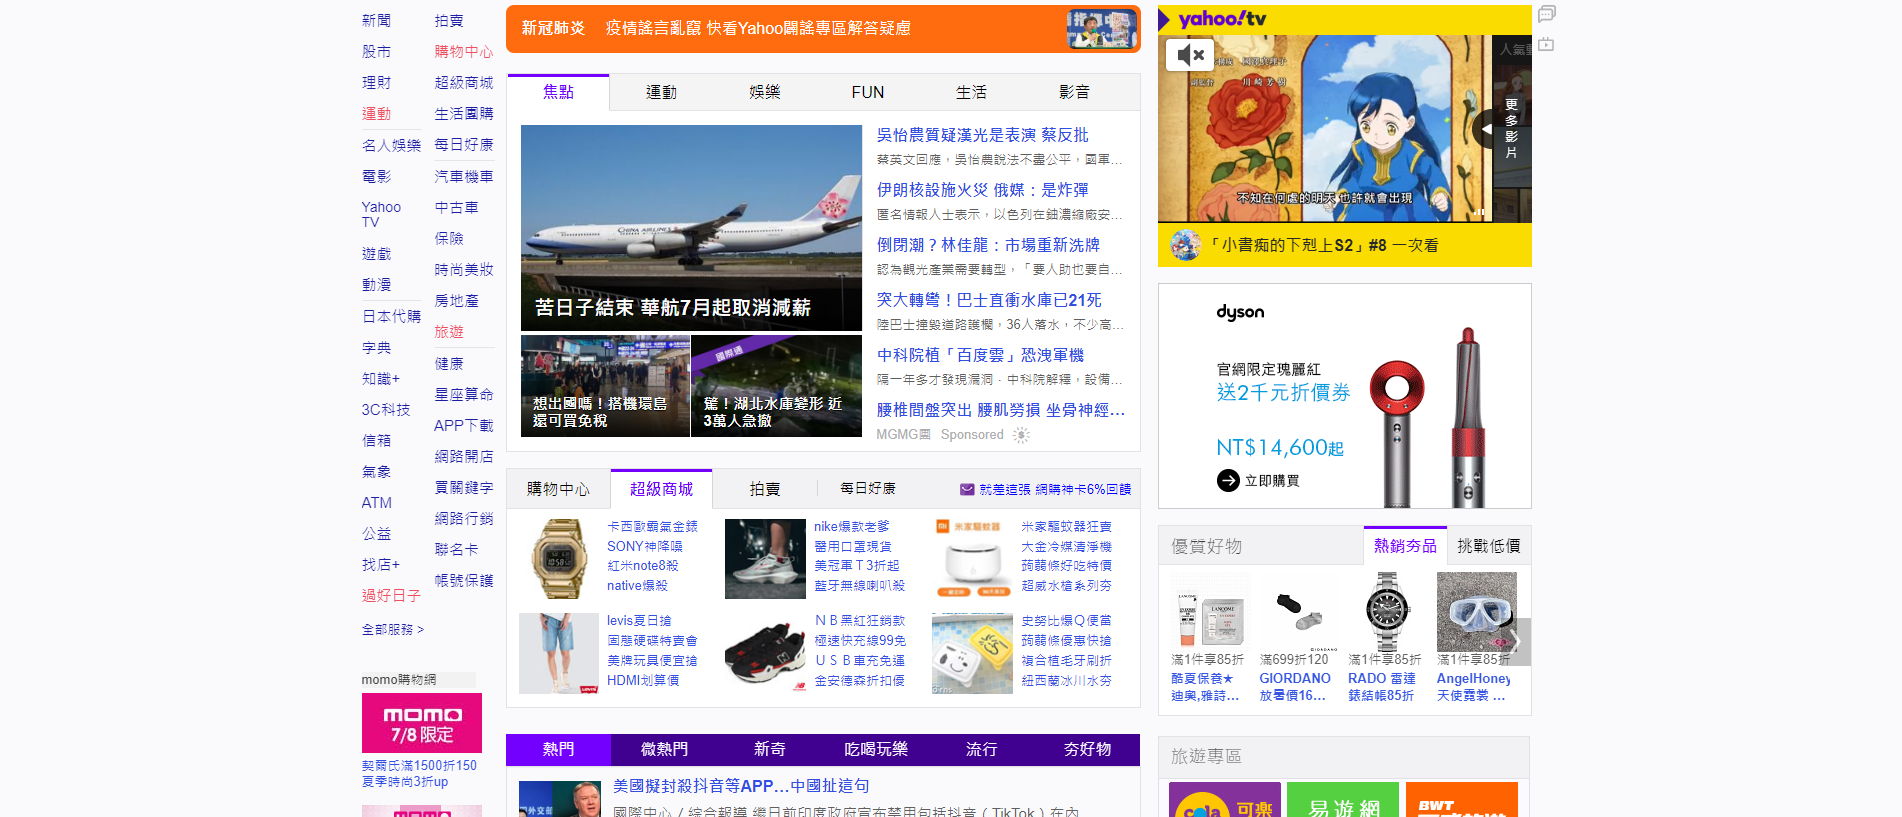 新聞
股市
理財
運動
名人娛樂
電影
Yahoo
TV
遊戲
動漫
日本代購
字典
知識+
3C科技
信箱
氣象
ATM
公益
找店+
過好日子
全部服務 >
拍賣
購物中心
超級商城
生活團購
每日好康
汽車機車
中古車
保險
時尚美妝
房地產
旅遊
健康
星座算命
APP下載
網路開店
買關鍵字
網路行銷
聯名卡
帳號保護
momo購物網
momo
7/8 限定
契爾氏滿1500折150
夏季時尚3折up
momo
新冠肺炎 疫情謠言亂竄 快看Yahoo闢謠專區解答疑慮
焦點 運動 娛樂 FUN 生活 影音
CHINA AIRLINES
苦日子結束 華航7月起取消減薪
想出國嗎！搭機環島
還可買免稅
國際通
驚！湖北水庫變形 近
3萬人急撤
吳怡農質疑漢光是表演 蔡反批
蔡英文回應，吳怡農說法不盡公平，國軍...
伊朗核設施火災 俄媒：是炸彈
匿名情報人士表示，以色列在鈾濃縮廠安...
倒閉潮？林佳龍：市場重新洗牌
認為觀光產業需要轉型，「要人助也要自...
突大轉彎！巴士直衝水庫已21死
陸巴士撞毀道路護欄，36人落水，不少高...
中科院植「百度雲」恐洩軍機
隔一年多才發現漏洞．中科院解釋，設備...
腰椎間盤突出 腰肌勞損 坐骨神經...
MGMG團 Sponsored
購物中心 超級商城 拍賣 每日好康 就差這張 網購神卡6%回饋
卡西歐霸氣金錶
SONY神降噪
紅米note8殺
native爆殺
nike爆款老爹
醫用口罩現貨
美冠軍Ｔ3折起
藍牙無線喇叭殺
米家驅蚊器
米家驅蚊器狂賣
大金冷媒清淨機
蒟蒻條好吃特價
超威水槍系列夯
levis夏日搶
固態硬碟特賣會
美牌玩具便宜搶
HDMI划算價
ＮＢ黑紅狂銷款
極速快充線99免
ＵＳＢ車充免運
金安德森折扣優
史努比爆Ｑ便當
蒟蒻條優惠快搶
複合植毛牙刷折
紐西蘭冰川水夯
熱門 微熱門 新奇 吃喝玩樂 流行 夯好物
美國擬封殺抖音等APP...中國扯這句
國際中心 / 綜合報導 繼日前印度政府宣布禁用包括抖音（TikTok）在內
yahoo!tv
川﨑芳樹
不知在何處的明天 也許就會出現
更多影片
「小書痴的下剋上S2」#8 一次看
dyson
官網限定瑰麗紅
送2千元折價券
NT$14,600起
立即購買
優質好物 熱銷夯品 挑戰低價
LANCOME
GIORDANO
滿1件享85折
酷夏保養★
迪奧,雅詩...
滿699折120
GIORDANO
放暑價16...
滿1件享85折
RADO 雷達
錶結帳85折
滿1件享85折
AngelHoney
天使霓裳 ...
旅遊專區
cola 可樂
易遊網
BWT